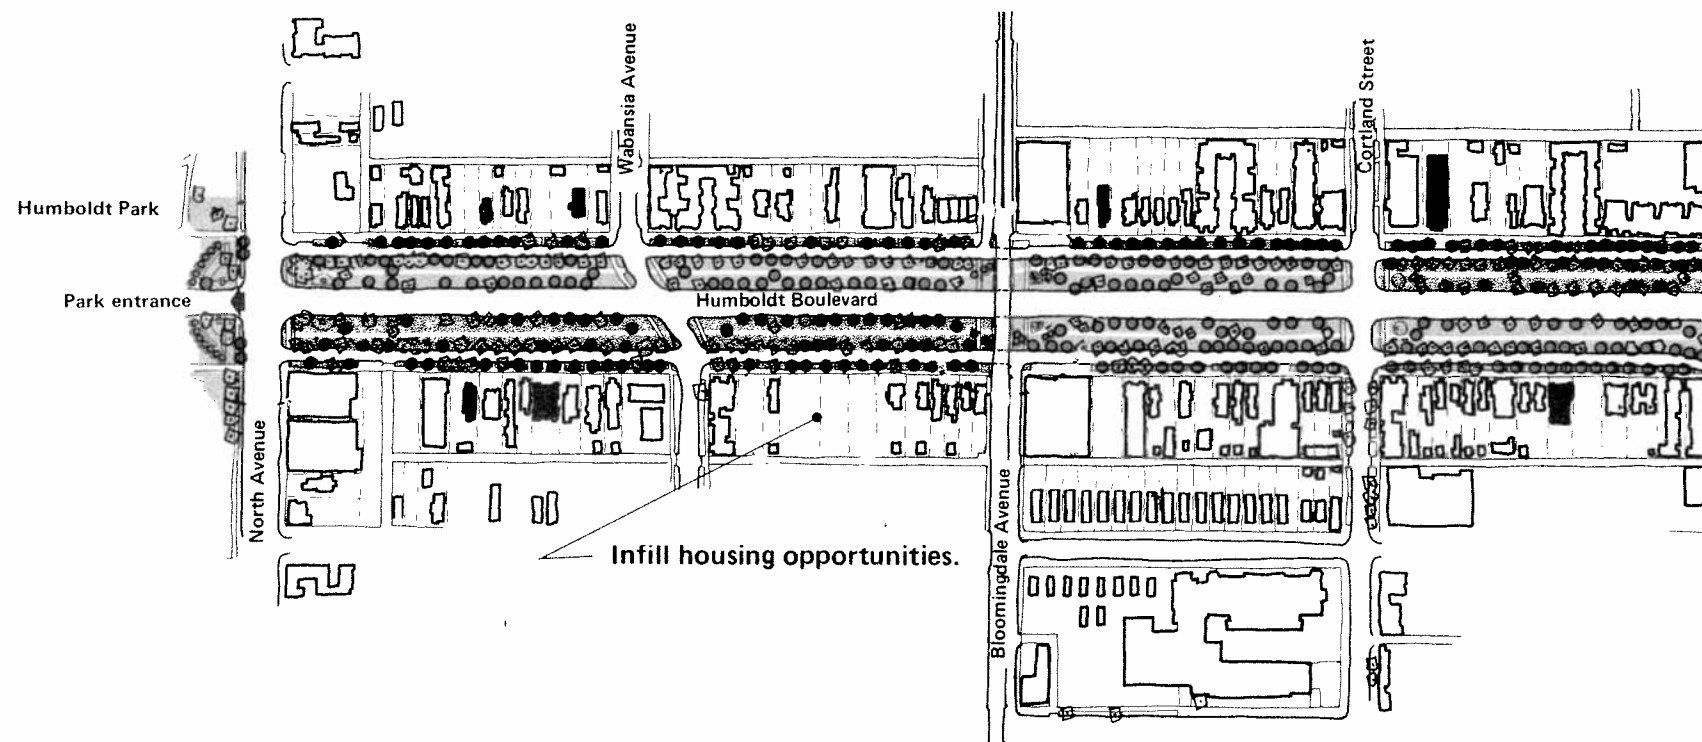 Wabansia Avenue
Cortland Street
Humboldt Park
Park entrance
Humboldt Boulevard
North Avenue
Bloomingdale Avenue
Infill housing opportunities.